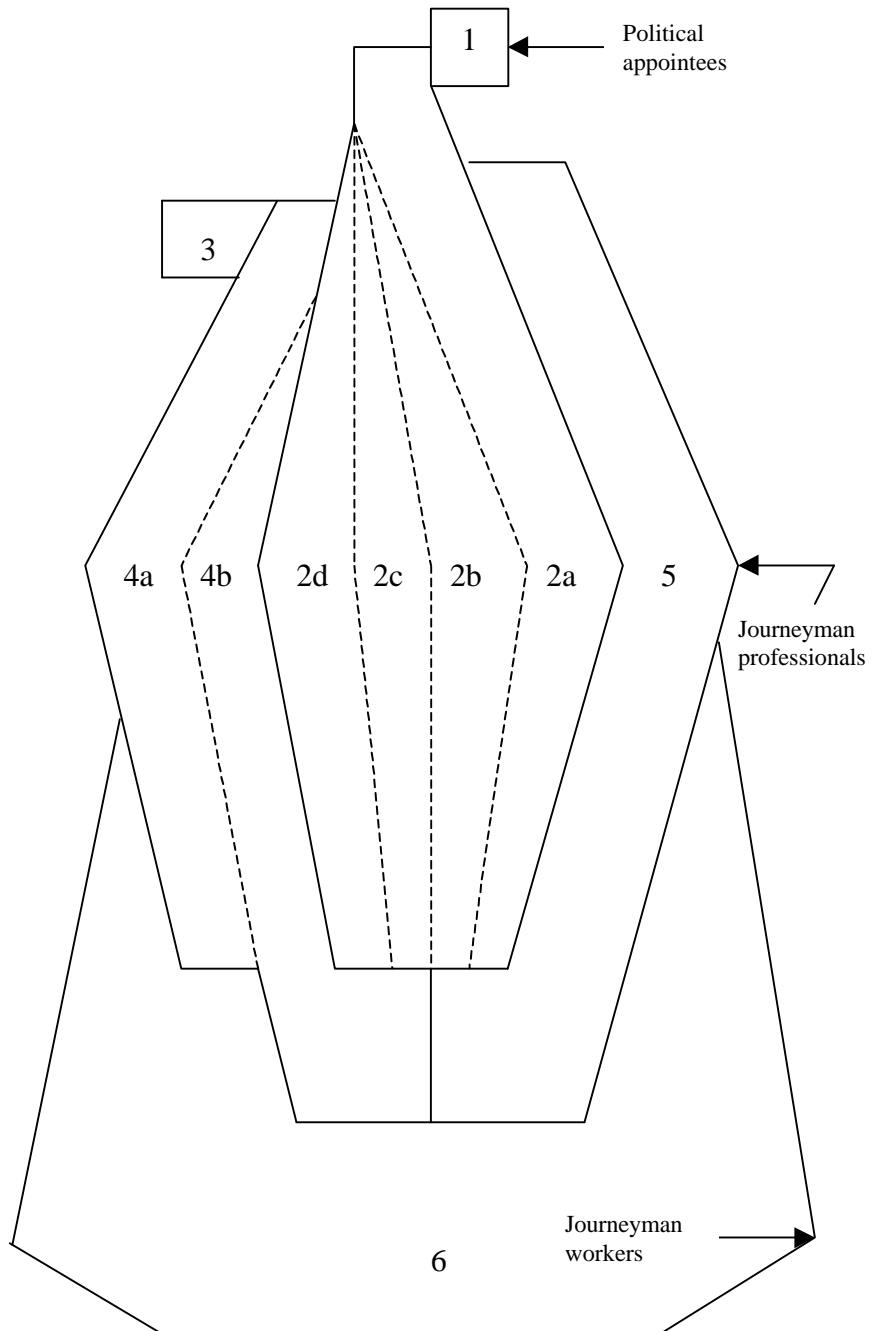 1
Political
appointees
3
4a
4b
2d
2c
2b
2a
5
Journeyman
professionals
Journeyman
workers
6